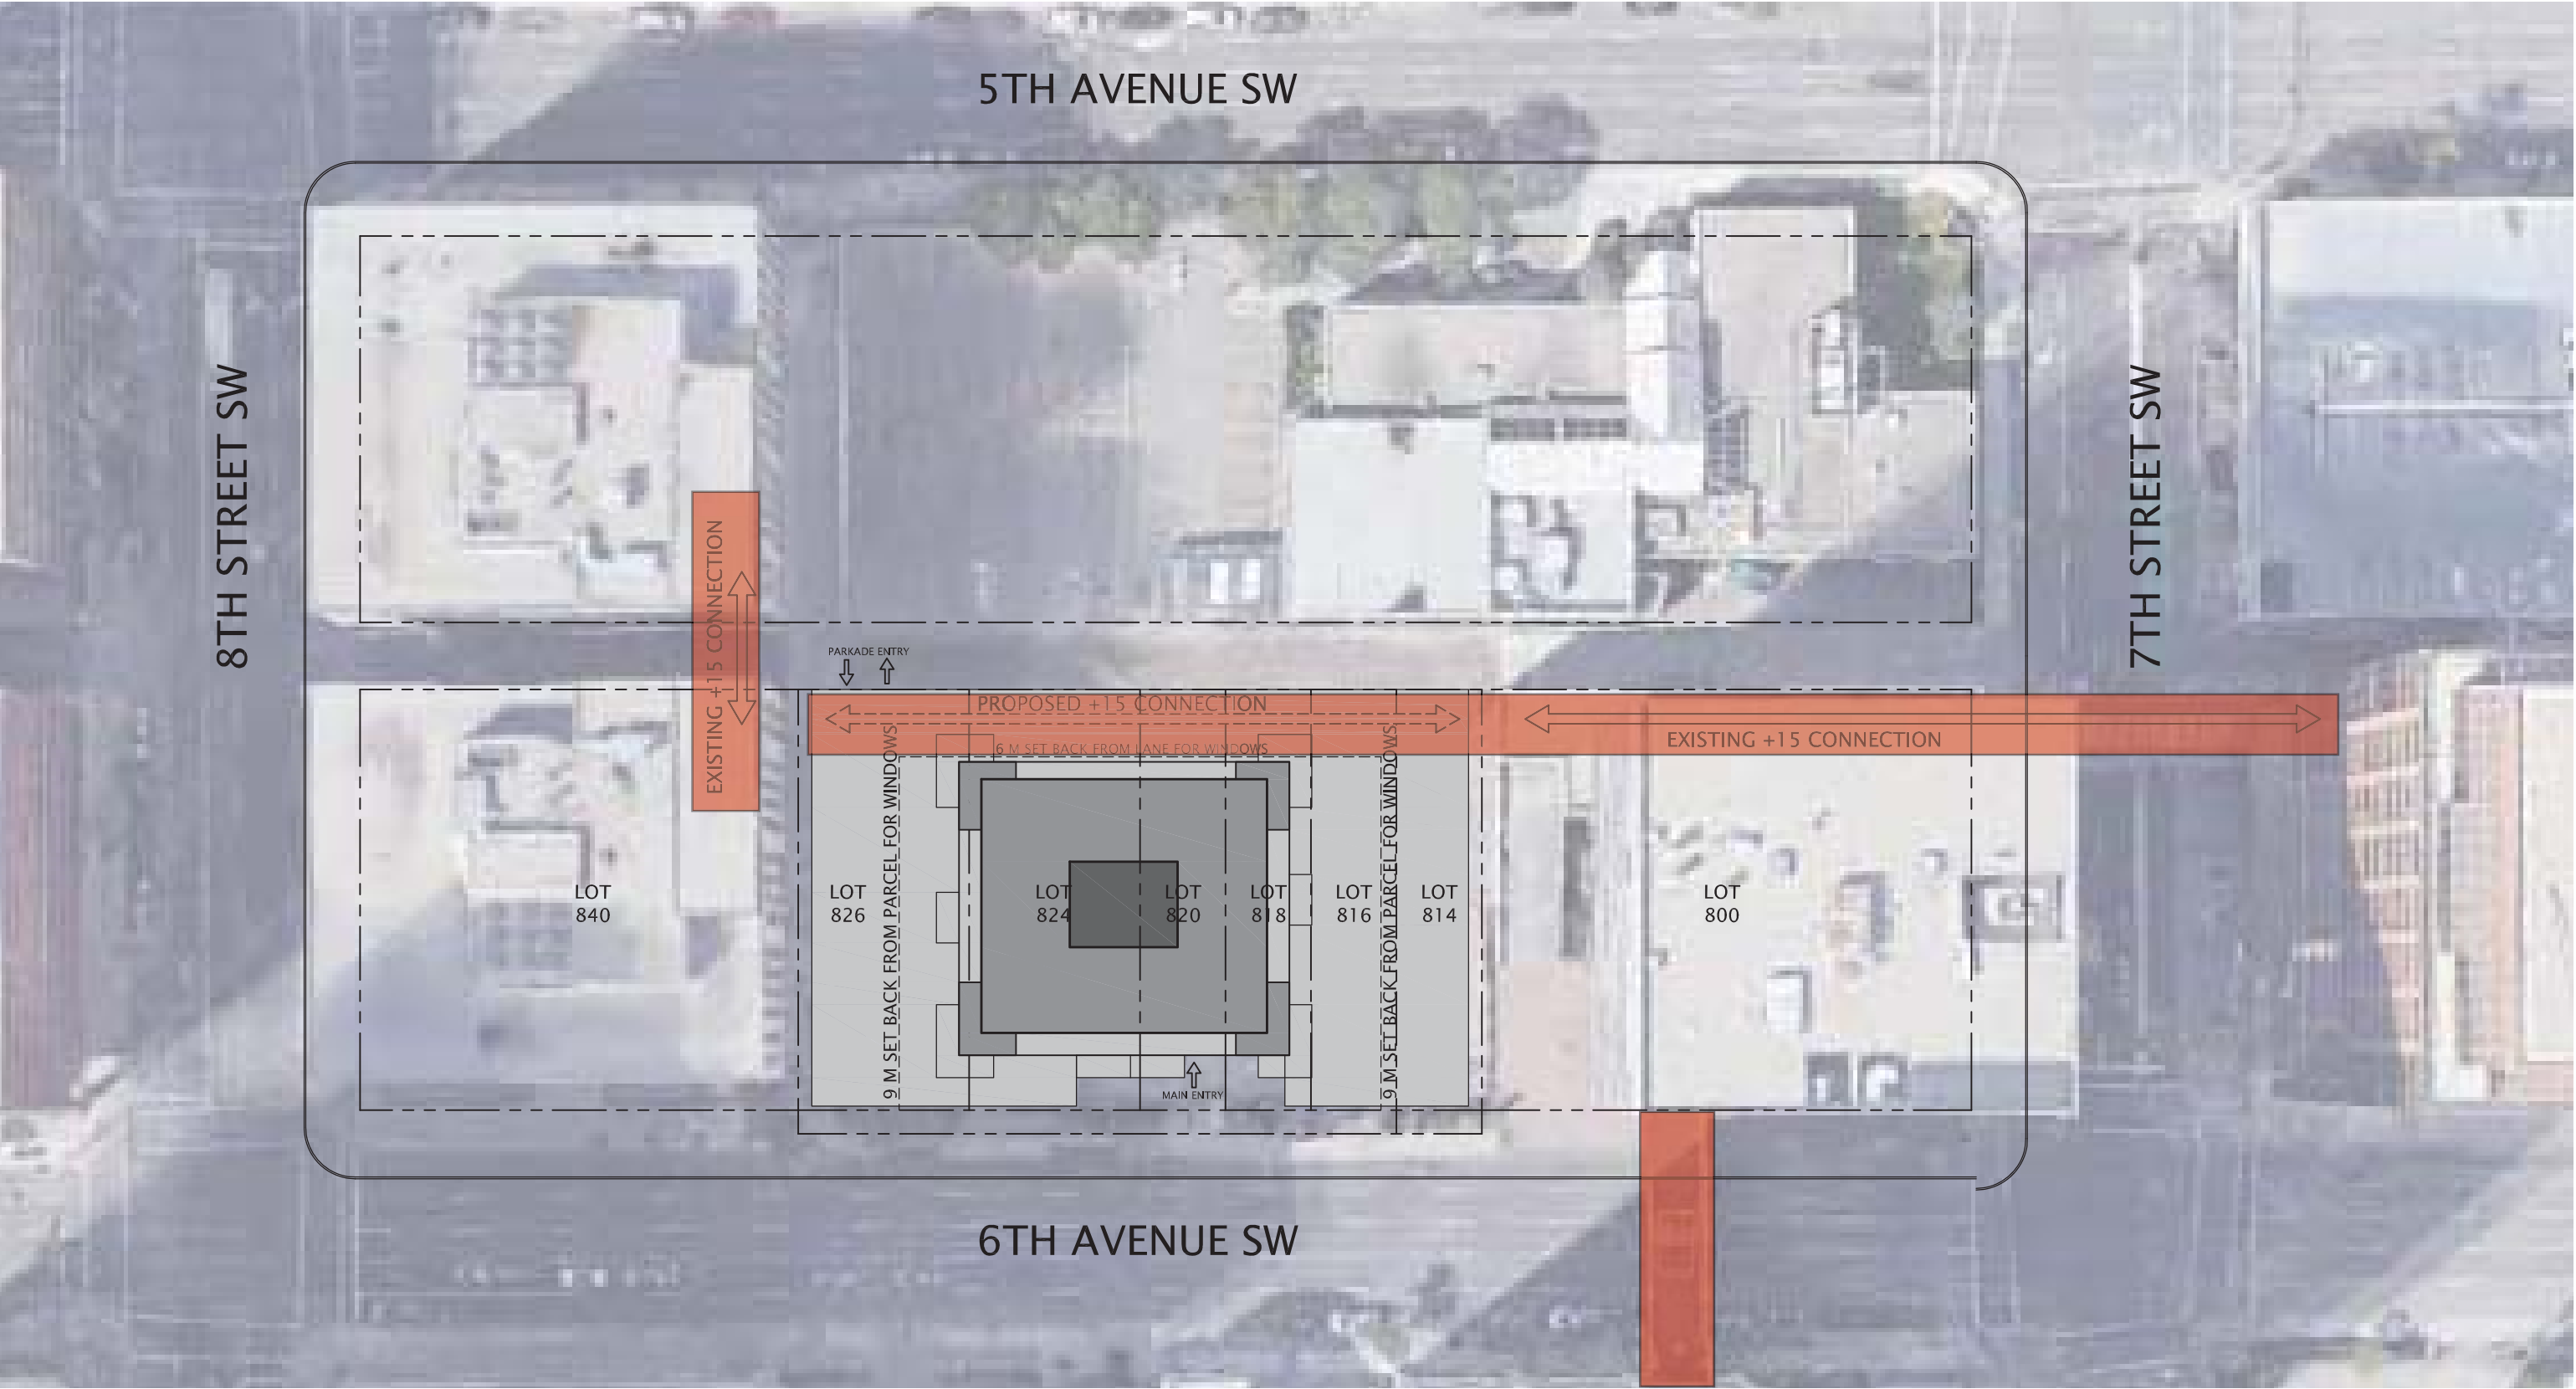 5TH AVENUE SW
8TH STREET SW
7TH STREET SW
EXISTING +15 CONNECTION
PARKADE ENTRY
PROPOSED +15 CONNECTION
EXISTING +15 CONNECTION
6 M SET BACK FROM LANE FOR WINDOWS
9 M SET BACK FROM PARCEL FOR WINDOWS
9 M SET BACK FROM PARCEL FOR WINDOWS
LOT
840
LOT
826
LOT
824
LOT
820
LOT
818
LOT
816
LOT
814
LOT
800
MAIN ENTRY
6TH AVENUE SW